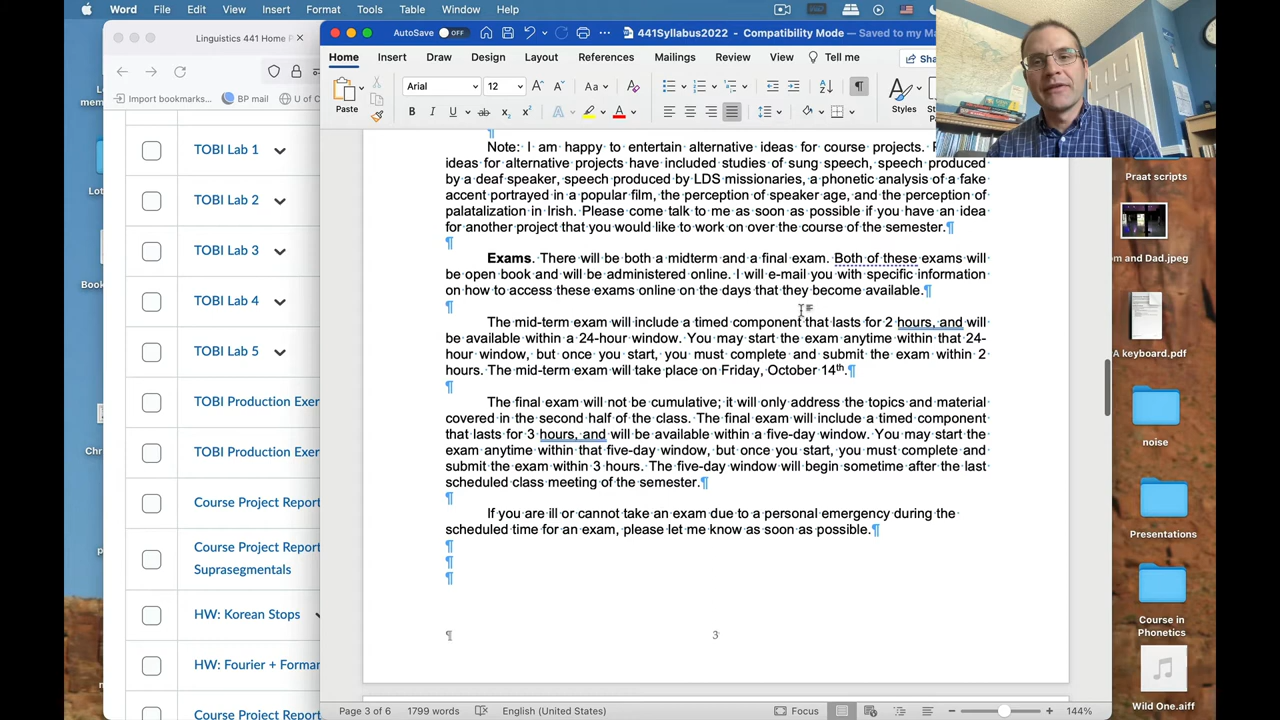 Word File Edit View Insert Format Tools Table Window Help
Linguistics 441 Home P
AutoSave OFF 441Syllabus2022 - Compatibility Mode — Saved to my Ma
Home Insert Draw Design Layout References Mailings Review View Tell me
Import bookmarks... BP mail
Paste Arial 12 Styles
Note: I am happy to entertain alternative ideas for course projects.
ideas for alternative projects have included studies of sung speech, speech produced
by a deaf speaker, speech produced by LDS missionaries, a phonetic analysis of a fake
accent portrayed in a popular film, the perception of speaker age, and the perception of
palatalization in Irish. Please come talk to me as soon as possible if you have an idea
for another project that you would like to work on over the course of the semester.¶
¶
Exams. There will be both a midterm and a final exam. Both of these exams will
be open book and will be administered online. I will e-mail you with specific information
on how to access these exams online on the days that they become available.¶
¶
The mid-term exam will include a timed component that lasts for 2 hours, and will
be available within a 24-hour window. You may start the exam anytime within that 24-
hour window, but once you start, you must complete and submit the exam within 2
hours. The mid-term exam will take place on Friday, October 14th.¶
¶
The final exam will not be cumulative; it will only address the topics and material
covered in the second half of the class. The final exam will include a timed component
that lasts for 3 hours, and will be available within a five-day window. You may start the
exam anytime within that five-day window, but once you start, you must complete and
submit the exam within 3 hours. The five-day window will begin sometime after the last
scheduled class meeting of the semester.¶
¶
If you are ill or cannot take an exam due to a personal emergency during the
scheduled time for an exam, please let me know as soon as possible.¶
¶
¶
¶
¶ 3
Page 3 of 6 1799 words English (United States) Focus 144%
TOBI Lab 1
TOBI Lab 2
TOBI Lab 3
TOBI Lab 4
TOBI Lab 5
TOBI Production Exer
TOBI Production Exer
Course Project Report
Course Project Report
Suprasegmentals
HW: Korean Stops
HW: Fourier + Forman
Course Project Report
Praat scripts
om and Dad.jpeg
A keyboard.pdf
noise
Presentations
Course in
Phonetics
Wild One.aiff